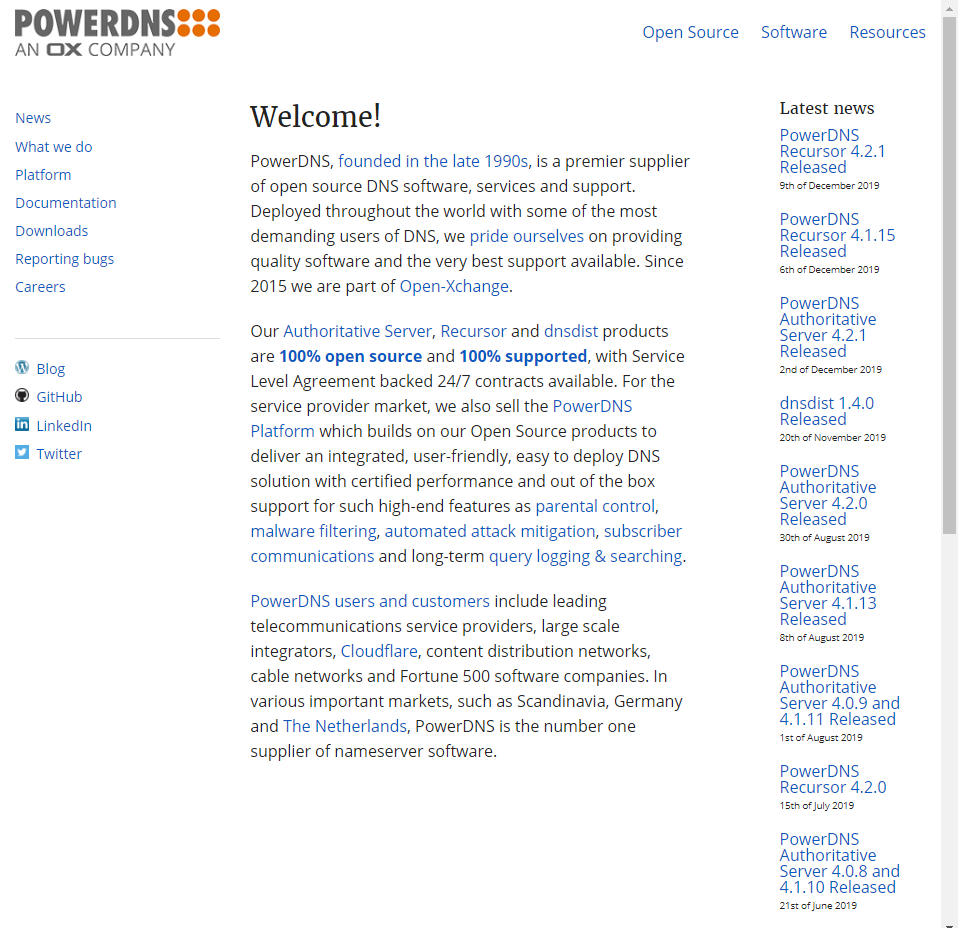 POWERDNS
AN OX COMPANY
Open Source
Software
Resources
News
What we do
Platform
Documentation
Downloads
Reporting bugs
Careers
Blog
GitHub
LinkedIn
Twitter
Welcome!
PowerDNS, founded in the late 1990s, is a premier supplier
of open source DNS software, services and support.
Deployed throughout the world with some of the most
demanding users of DNS, we pride ourselves on providing
quality software and the very best support available. Since
2015 we are part of Open-Xchange.
Our Authoritative Server, Recursor and dnsdist products
are 100% open source and 100% supported, with Service
Level Agreement backed 24/7 contracts available. For the
service provider market, we also sell the PowerDNS
Platform which builds on our Open Source products to
deliver an integrated, user-friendly, easy to deploy DNS
solution with certified performance and out of the box
support for such high-end features as parental control,
malware filtering, automated attack mitigation, subscriber
communications and long-term query logging & searching.
PowerDNS users and customers include leading
telecommunications service providers, large scale
integrators, Cloudflare, content distribution networks,
cable networks and Fortune 500 software companies. In
various important markets, such as Scandinavia, Germany
and The Netherlands, PowerDNS is the number one
supplier of nameserver software.
Latest news
PowerDNS
Recursor 4.2.1
Released
9th of December 2019
PowerDNS
Recursor 4.1.15
Released
6th of December 2019
PowerDNS
Authoritative
Server 4.2.1
Released
2nd of December 2019
dnsdist 1.4.0
Released
20th of November 2019
PowerDNS
Authoritative
Server 4.2.0
Released
30th of August 2019
PowerDNS
Authoritative
Server 4.1.13
Released
8th of August 2019
PowerDNS
Authoritative
Server 4.0.9 and
4.1.11 Released
1st of August 2019
PowerDNS
Recursor 4.2.0
15th of July 2019
PowerDNS
Authoritative
Server 4.0.8 and
4.1.10 Released
21st of June 2019